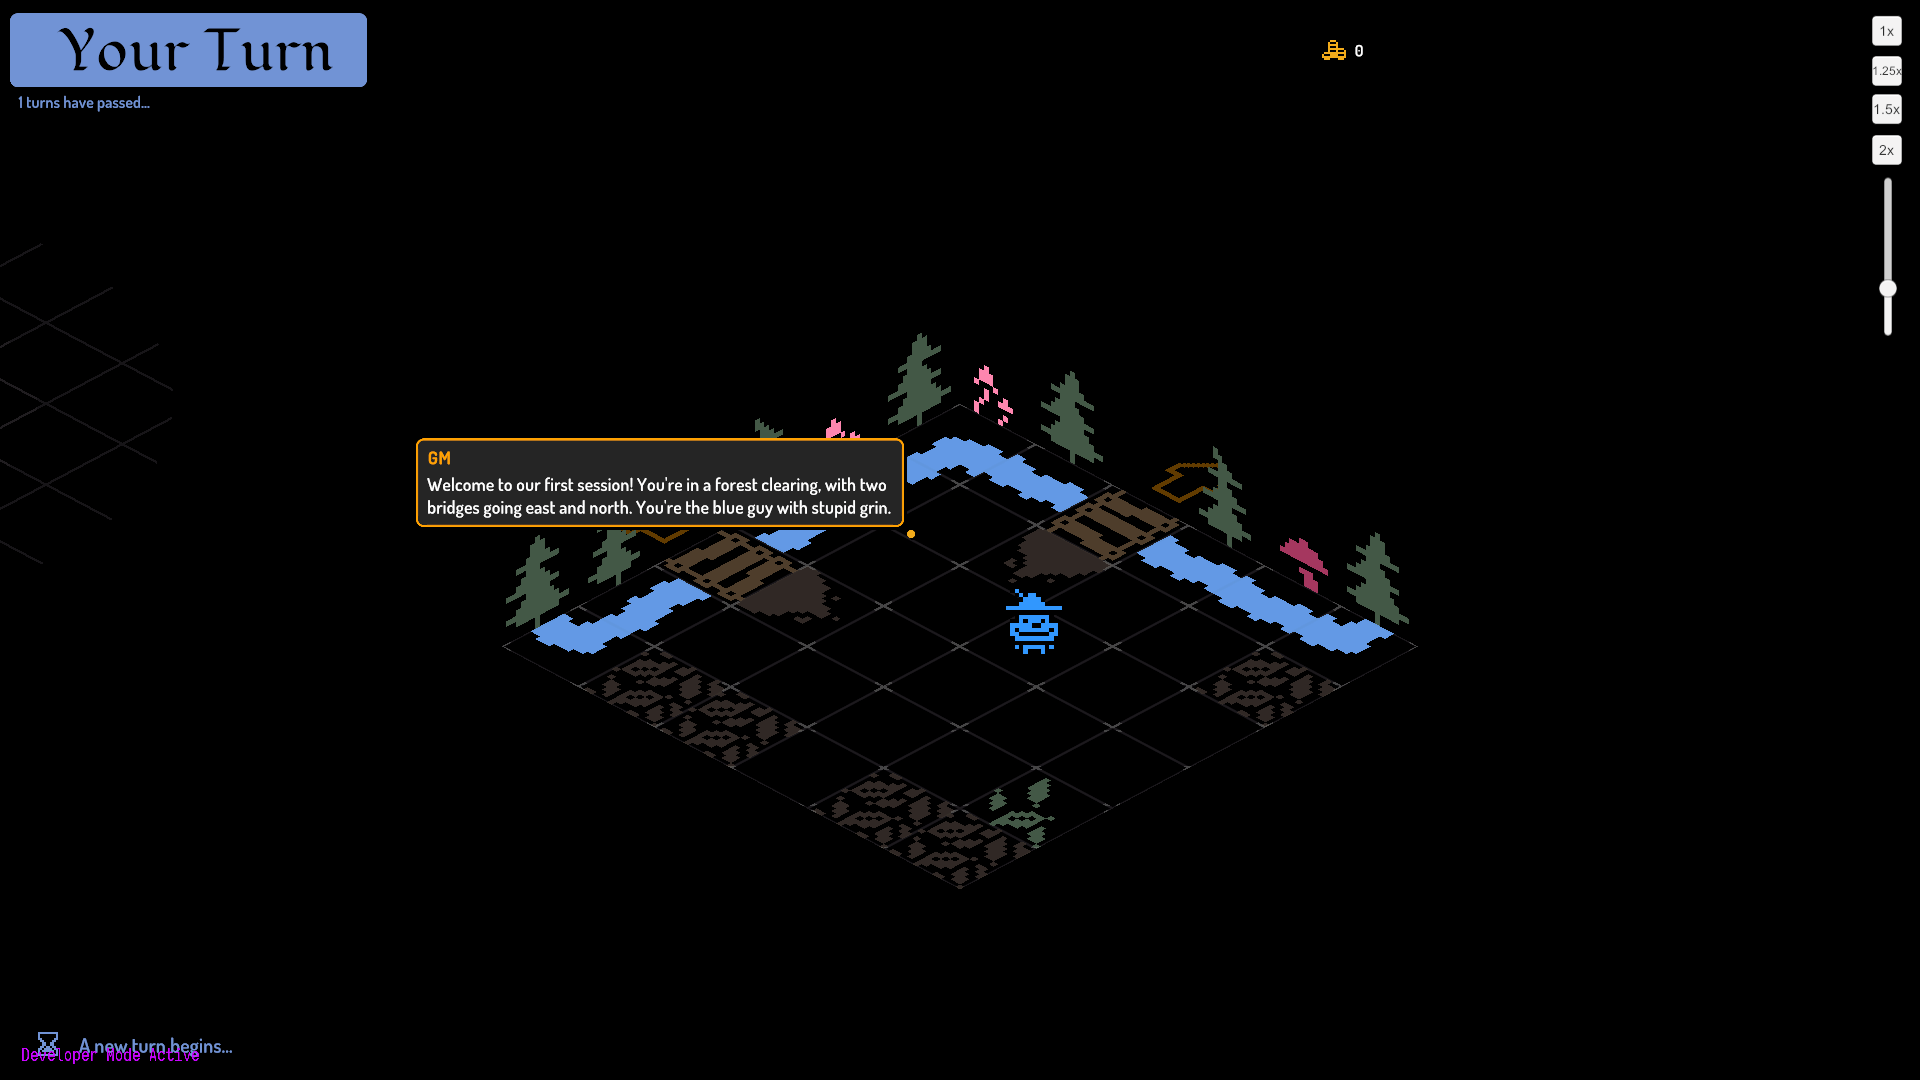 Your Turn
1 turns have passed...
0
1x
1.25x
1.5x
2x
GM
Welcome to our first session! You're in a forest clearing, with two
bridges going east and north. You're the blue guy with stupid grin.
A new turn begins...
Developer Mode Active